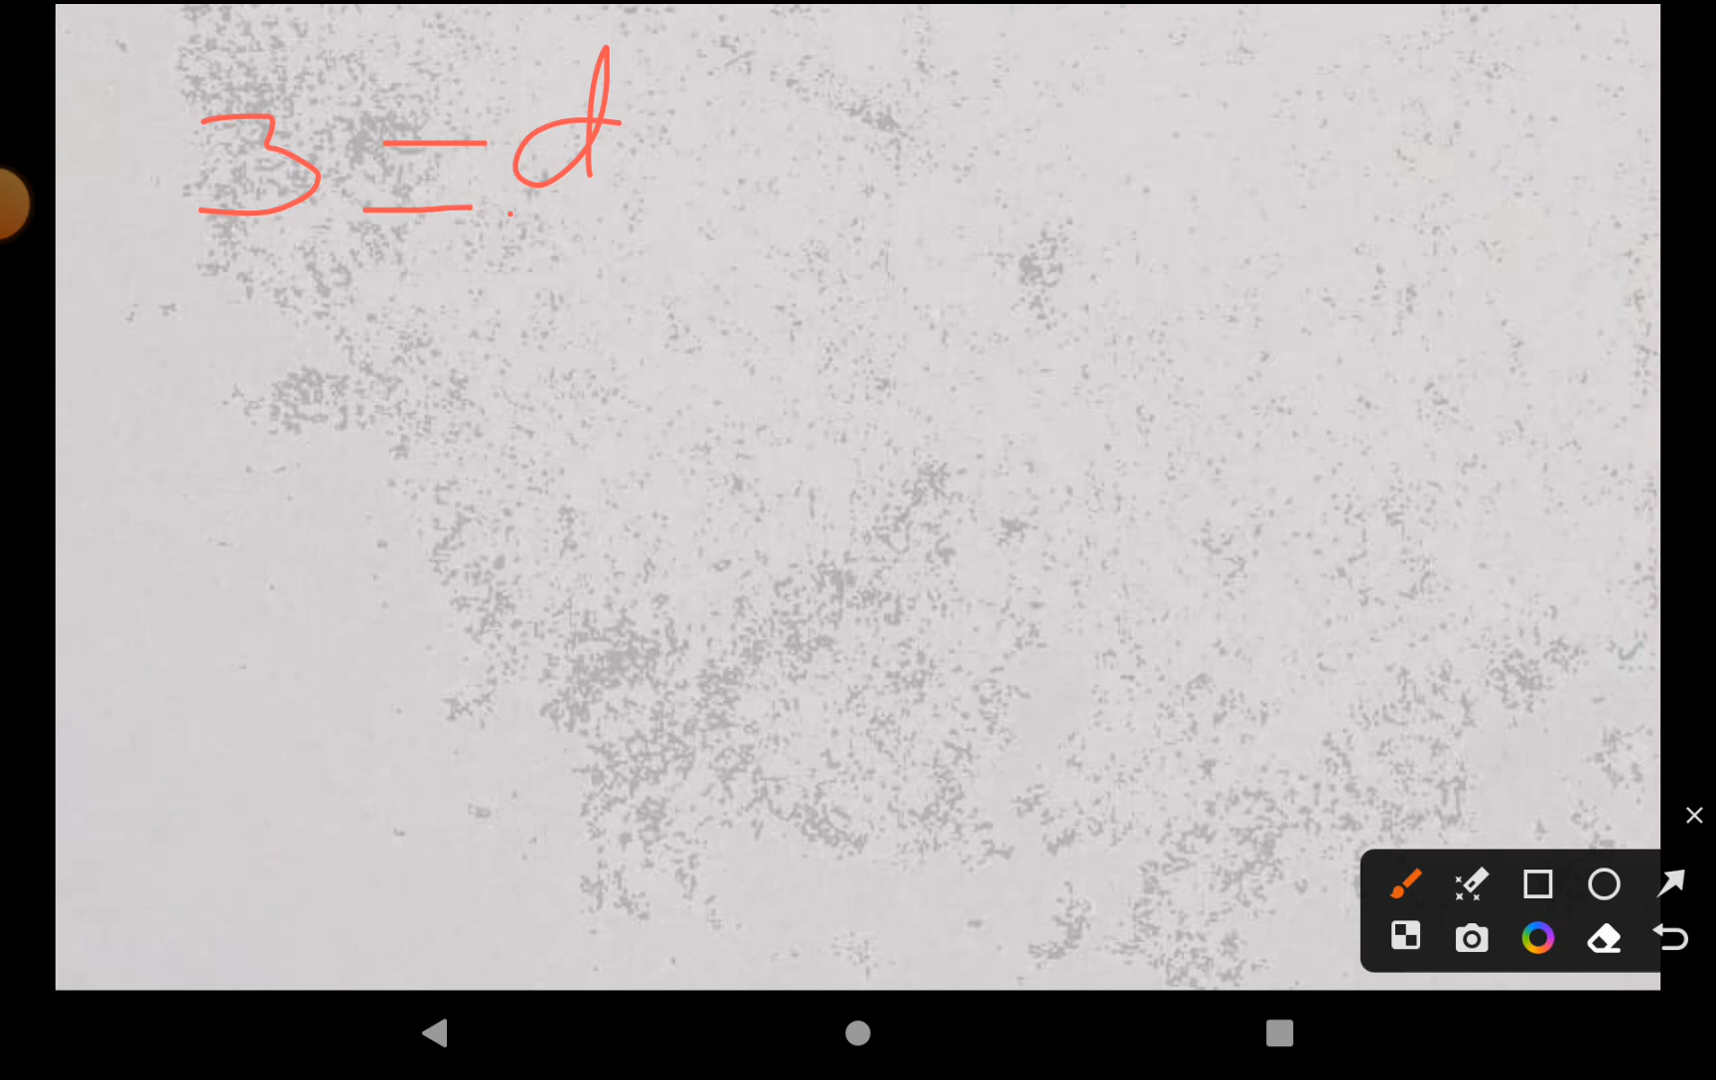 3 = d